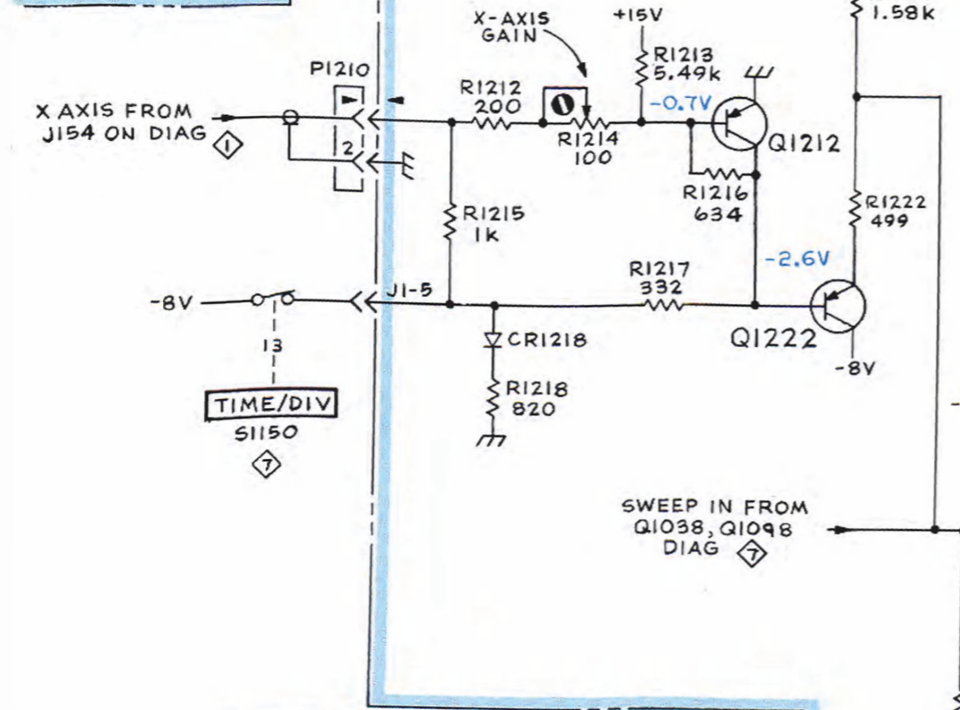 X-AXIS
GAIN
+15V
1.58k
R1213
5.49k
P1210
R1212
200
-0.7V
X AXIS FROM
J154 ON DIAG 1
R1214
100
Q1212
2
R1216
634
R1215
1k
R1222
499
-2.6V
R1217
332
-8V
J1-5
Q1222
CR1218
13
-8V
R1218
820
TIME/DIV
S1150
7
SWEEP IN FROM
Q1038, Q1098
DIAG 7